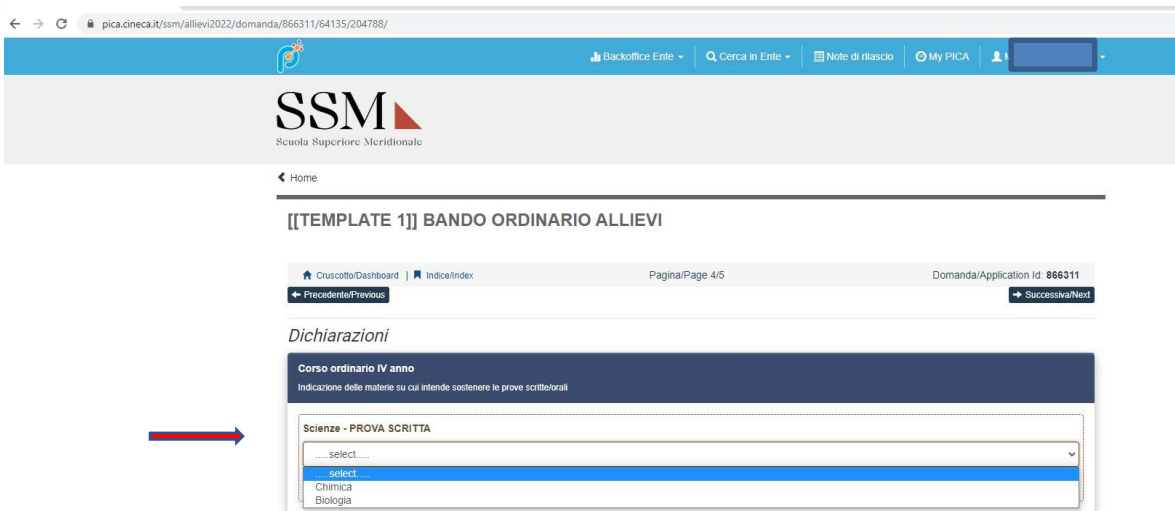 pica.cineca.it/ssm/allievi2022/domanda/866311/64135/204788/
Backoffice Ente Cerca in Ente Note di rilascio My PICA
SSM
Scuola Superiore Meridionale
Home
[[TEMPLATE 1]] BANDO ORDINARIO ALLIEVI
Cruscotto/Dashboard | Indice/Index Pagina/Page 4/5 Domanda/Application Id: 866311
Precedente/Previous Successiva/Next
Dichiarazioni
Corso ordinario IV anno
Indicazione delle materie su cui intende sostenere le prove scritte/orali
Scienze - PROVA SCRITTA
.....select.....
.....select.....
Chimica
Biologia